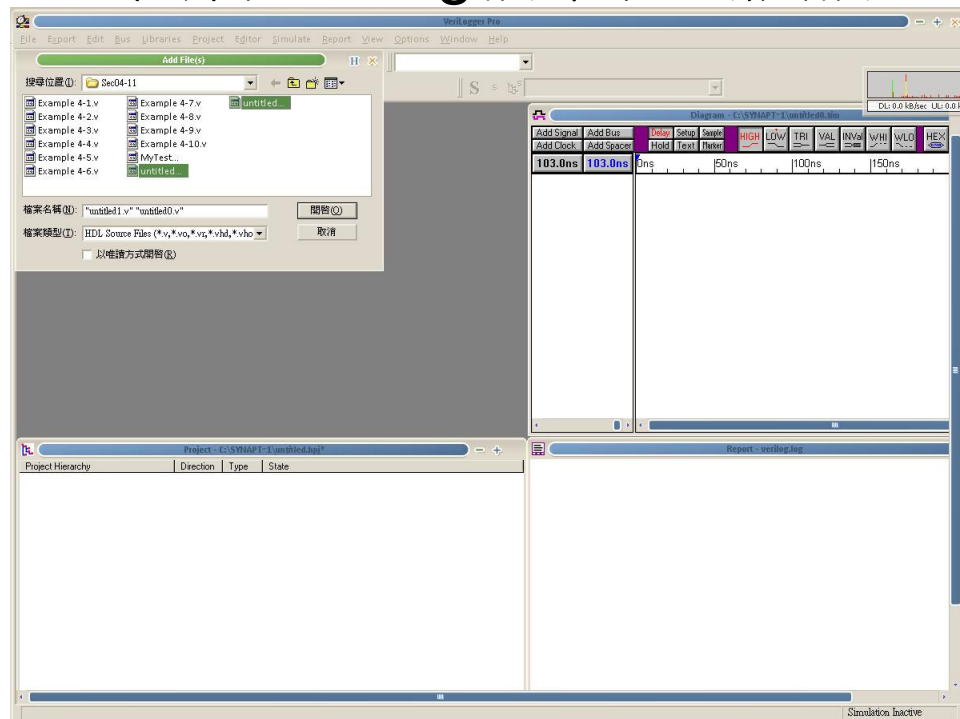 VeriLogger Pro
File Export Edit Bus Libraries Project Editor Simulate Report View Options Window Help
Add File(s)
搜尋位置(I): Sec04-11
Example 4-1.v Example 4-7.v untitled...
Example 4-2.v Example 4-8.v
Example 4-3.v Example 4-9.v
Example 4-4.v Example 4-10.v
Example 4-5.v MyTest...
Example 4-6.v untitled...
檔案名稱(N): "untitled1.v" "untitled0.v" 開啟(O)
檔案類型(T): HDL Source Files (*.v,*.vo,*.vz,*.vhd,*.vho 取消
以唯讀方式開啟(R)
DL: 0.0 kB/sec UL: 0.0 k
Diagram - C:\SYNAPT~1\untitled0.tim
Add Signal Add Bus Delay Setup Sample HIGH LOW TRI VAL INVal WHI WLO HEX
Add Clock Add Spacer Hold Text Marker
103.0ns 103.0ns 0ns 50ns 100ns 150ns
Project - C:\SYNAPT~1\untitled.hpj*
Project Hierarchy Direction Type State
Report - verilog.log
Simulation Inactive